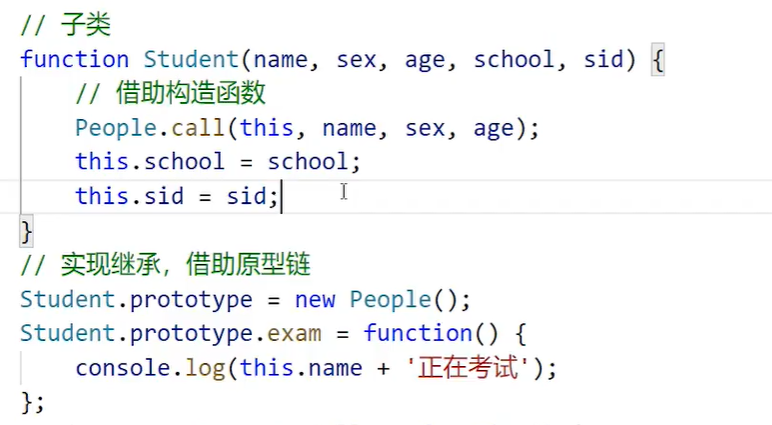 // 子类
function Student(name, sex, age, school, sid) {
    // 借助构造函数
    People.call(this, name, sex, age);
    this.school = school;
    this.sid = sid;
}
// 实现继承，借助原型链
Student.prototype = new People();
Student.prototype.exam = function() {
    console.log(this.name + '正在考试');
};